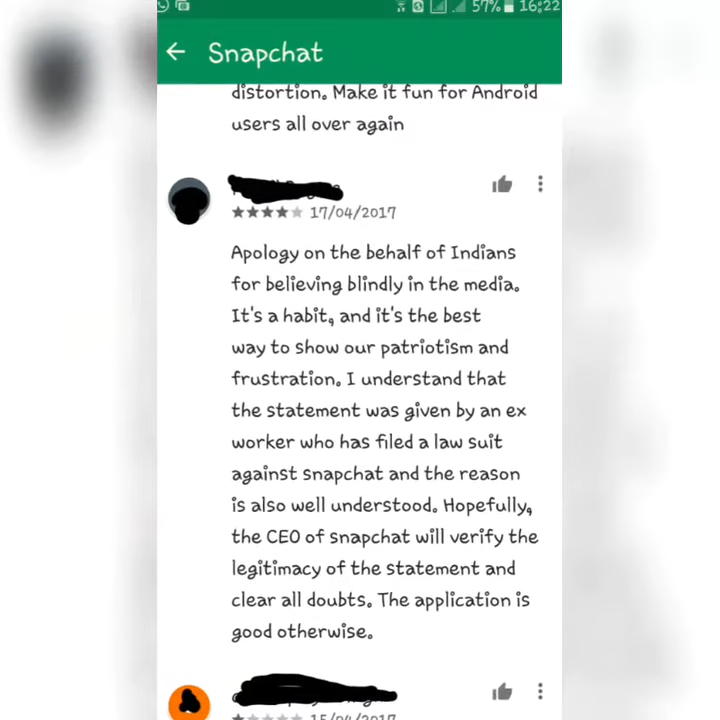 57% 16:22
Snapchat
distortion. Make it fun for Android
users all over again
17/04/2017
Apology on the behalf of Indians
for believing blindly in the media.
It's a habit, and it's the best
way to show our patriotism and
frustration. I understand that
the statement was given by an ex
worker who has filed a law suit
against snapchat and the reason
is also well understood. Hopefully,
the CEO of snapchat will verify the
legitimacy of the statement and
clear all doubts. The application is
good otherwise.
15/04/2017